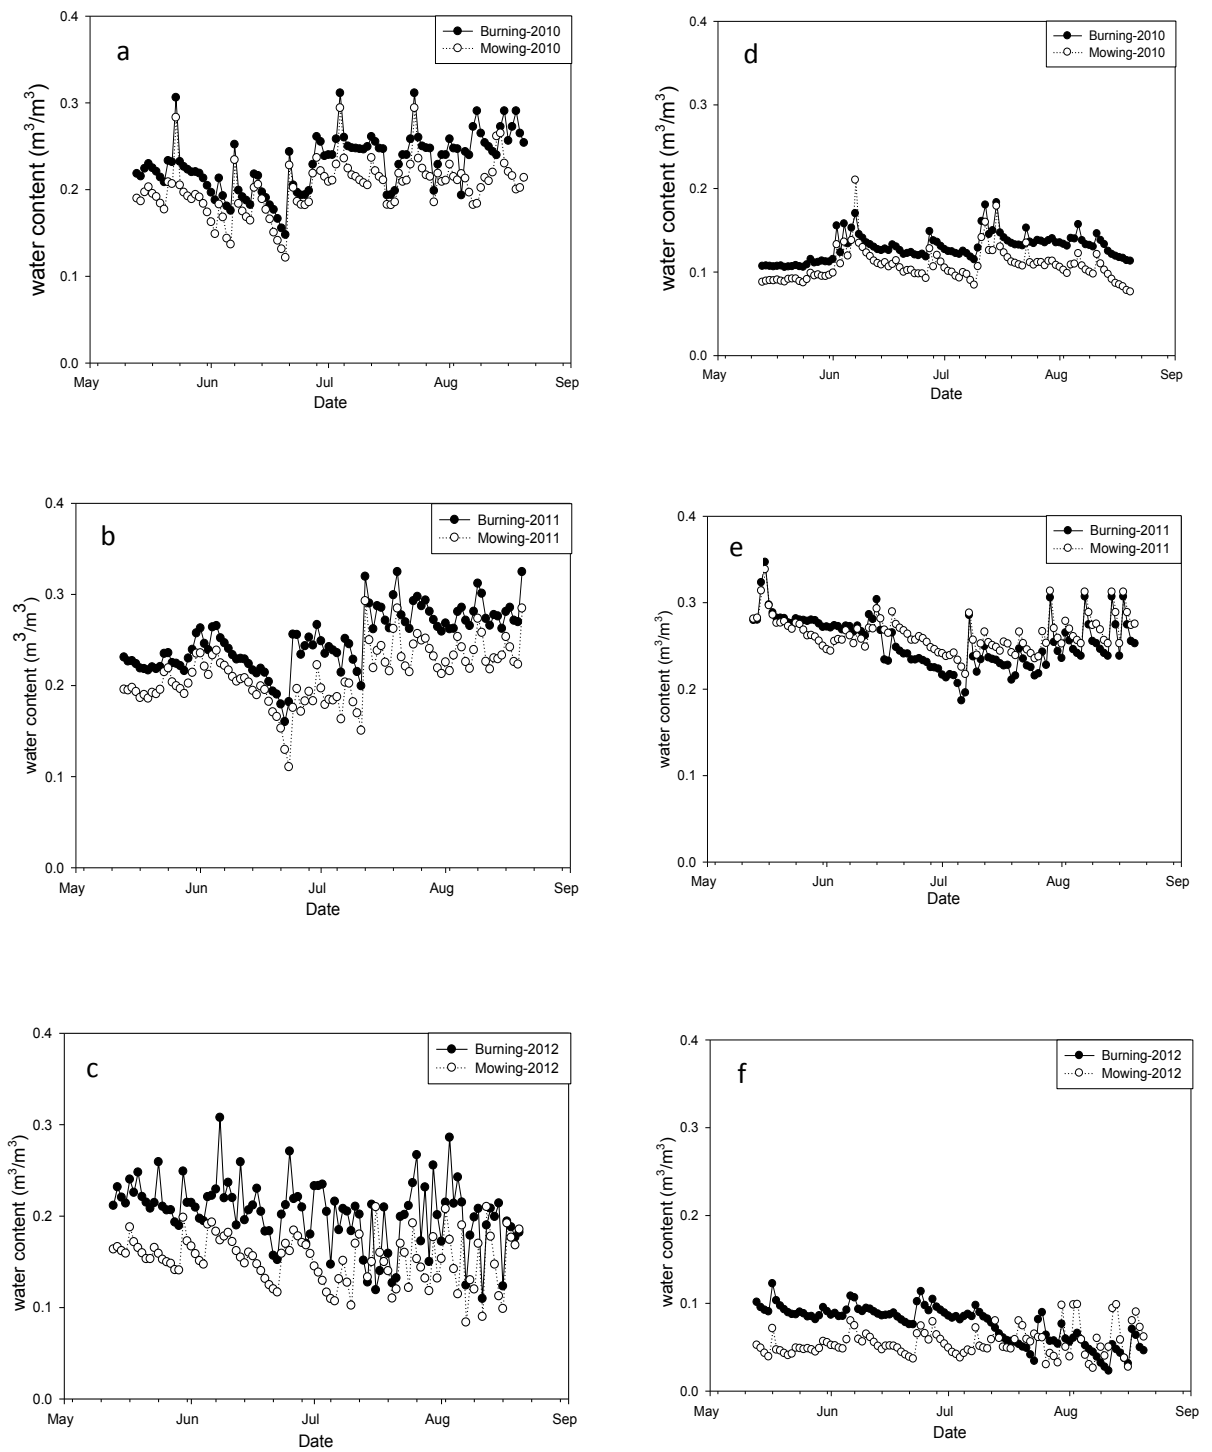 a
Burning-2010
Mowing-2010
water content (m³/m³)
0.4
0.3
0.2
0.1
0.0
May Jun Jul Aug Sep
Date
d
Burning-2010
Mowing-2010
water content (m³/m³)
0.4
0.3
0.2
0.1
0.0
May Jun Jul Aug Sep
Date
b
Burning-2011
Mowing-2011
water content (m³/m³)
0.4
0.3
0.2
0.1
0.0
May Jun Jul Aug Sep
Date
e
Burning-2011
Mowing-2011
water content (m³/m³)
0.4
0.3
0.2
0.1
0.0
May Jun Jul Aug Sep
Date
c
Burning-2012
Mowing-2012
water content (m³/m³)
0.4
0.3
0.2
0.1
0.0
May Jun Jul Aug Sep
Date
f
Burning-2012
Mowing-2012
water content (m³/m³)
0.4
0.3
0.2
0.1
0.0
May Jun Jul Aug Sep
Date